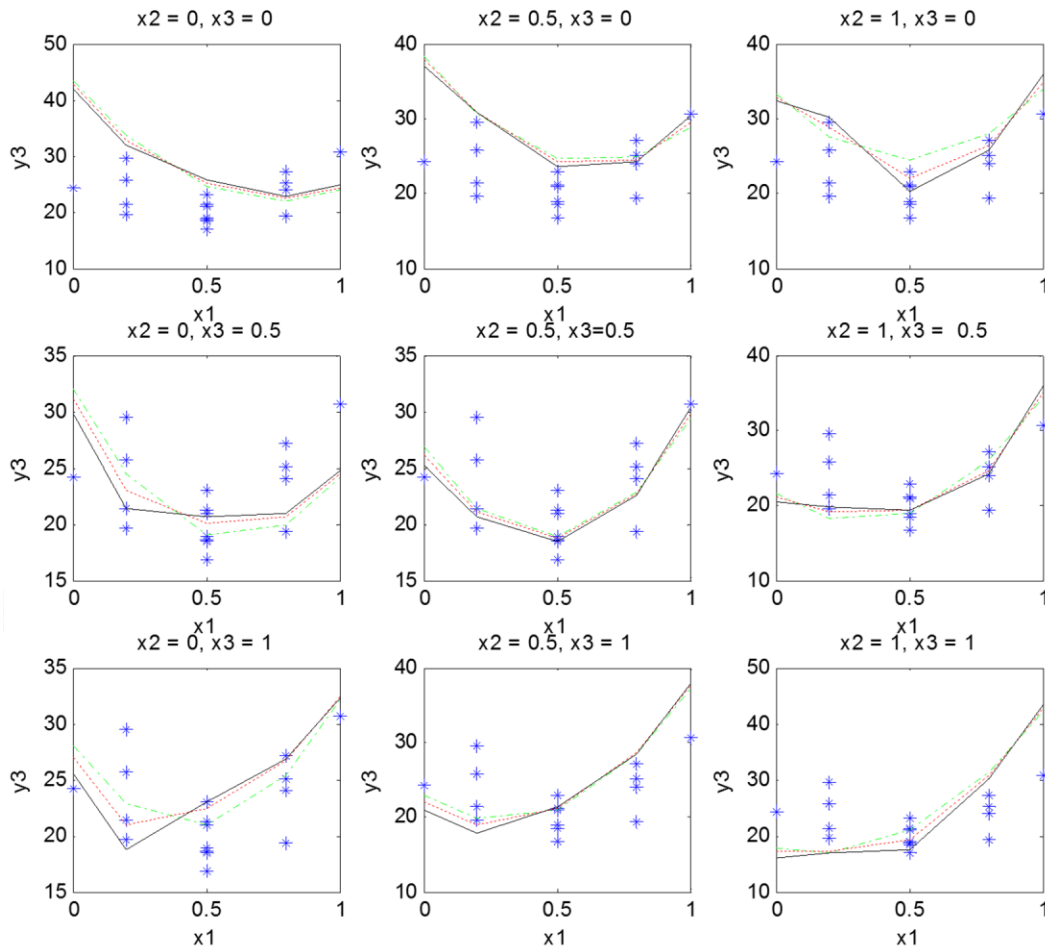 x2 = 0, x3 = 0
x2 = 0.5, x3 = 0
x2 = 1, x3 = 0
50
40
30
20
10
y3
0
0.5
1
x1
40
30
20
10
y3
0
0.5
1
x1
40
30
20
10
y3
0
0.5
1
x1
x2 = 0, x3 = 0.5
x2 = 0.5, x3=0.5
x2 = 1, x3 =  0.5
35
30
25
20
15
y3
0
0.5
1
x1
35
30
25
20
15
y3
0
0.5
1
x1
40
30
20
10
y3
0
0.5
1
x1
x2 = 0, x3 = 1
x2 = 0.5, x3 = 1
x2 = 1, x3 = 1
35
30
25
20
15
y3
0
0.5
1
x1
40
30
20
10
y3
0
0.5
1
x1
50
40
30
20
10
y3
0
0.5
1
x1